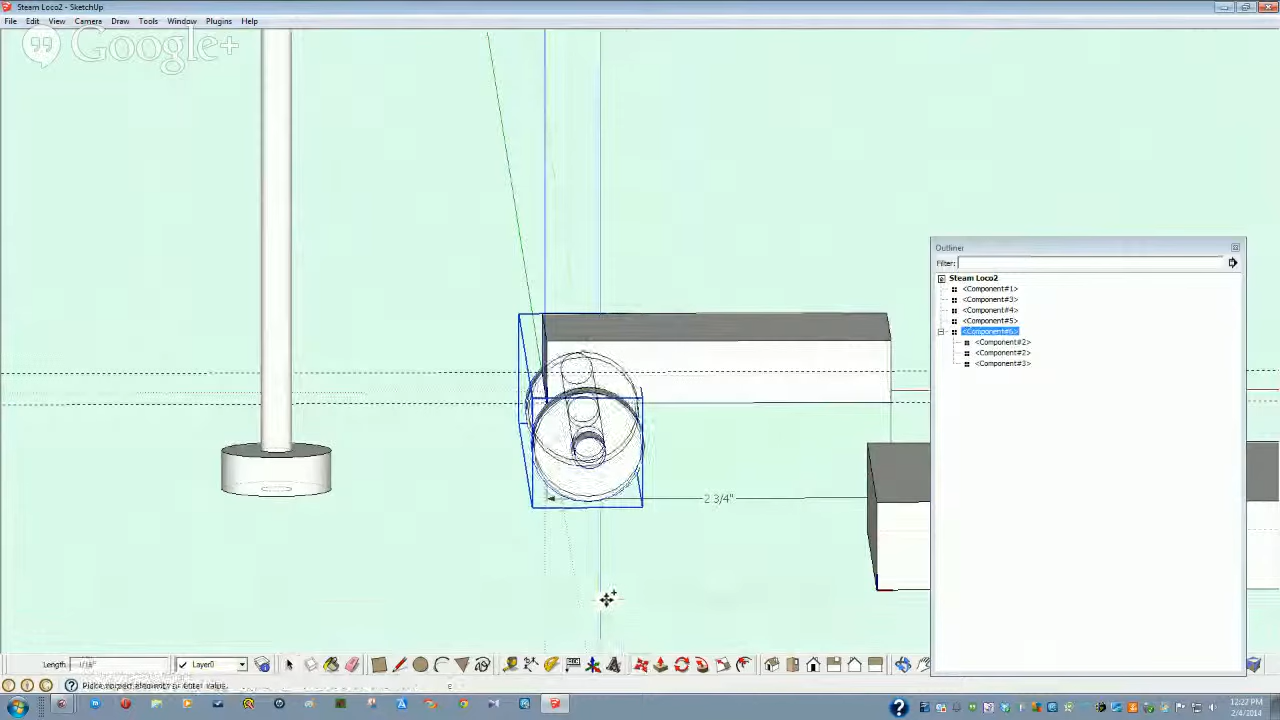 Steam Loco2 - SketchUp
File Edit View Camera Draw Tools Window Plugins Help
Google+
Outliner
Filter:
Steam Loco2
<Component#1>
<Component#3>
<Component#4>
<Component#5>
<Component#6>
<Component#2>
<Component#2>
<Component#3>
2 3/4"
Length: Layer0
12:22 PM
2/4/2014